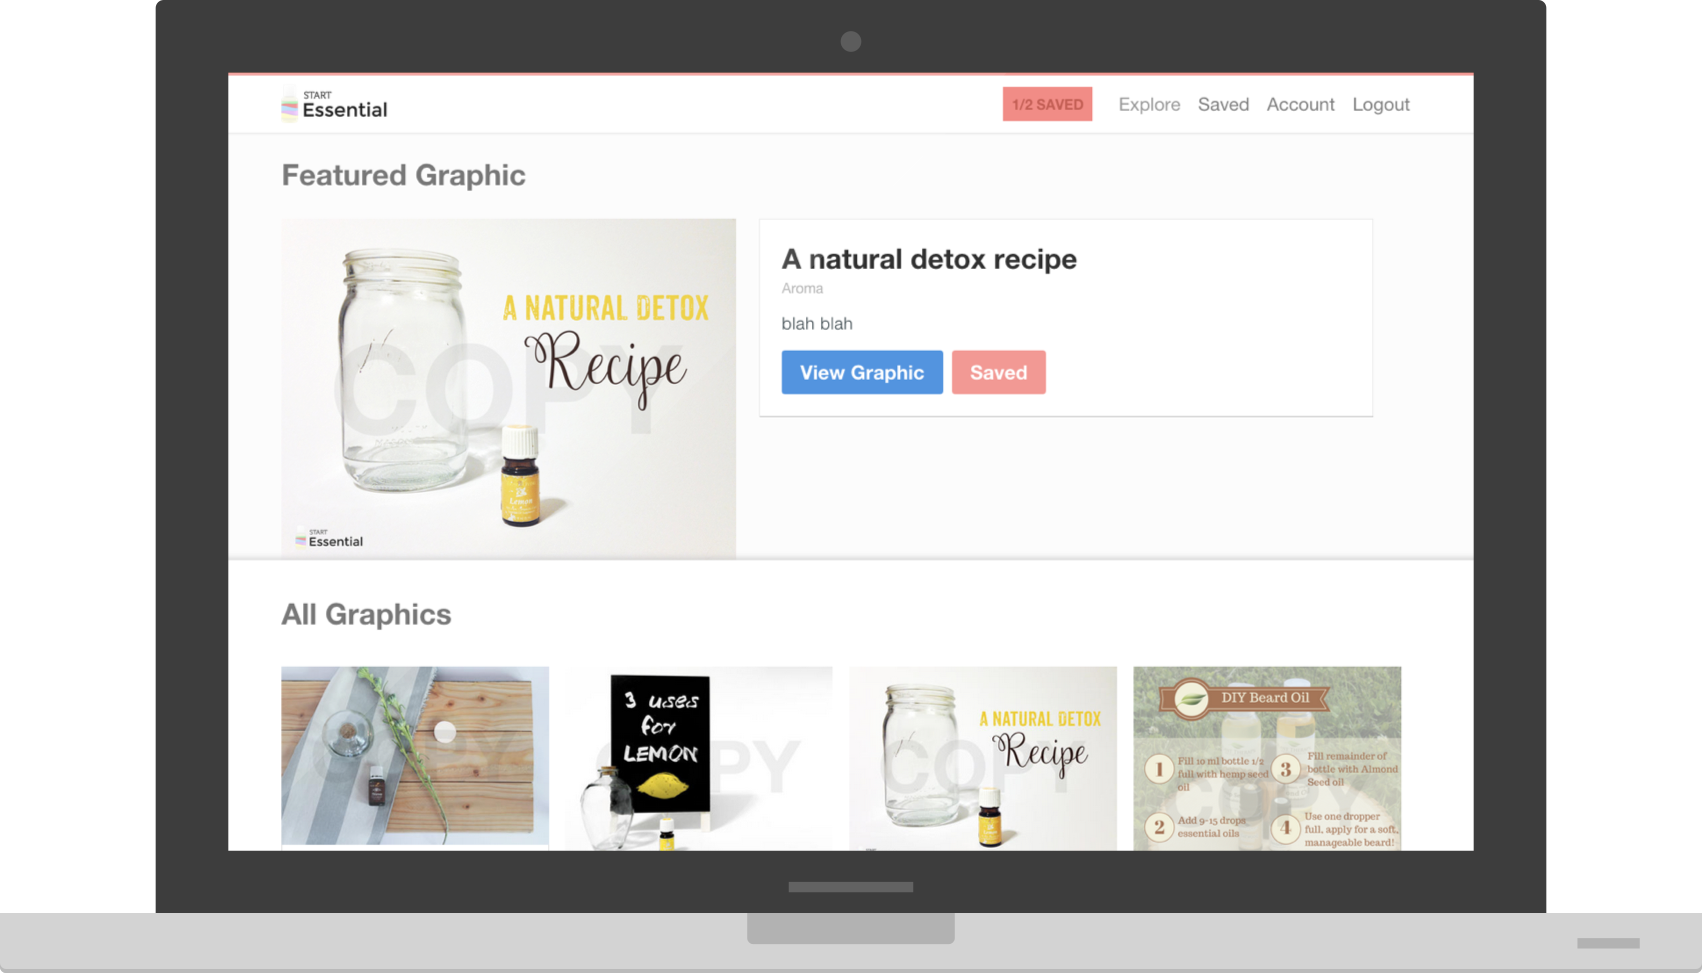 START
Essential
1/2 SAVED
Explore
Saved
Account
Logout
Featured Graphic
A NATURAL DETOX
Recipe
COPY
START
Essential
A natural detox recipe
Aroma
blah blah
View Graphic
Saved
All Graphics
COPY
3 uses
for
LEMON
COPY
A NATURAL DETOX
Recipe
COPY
DIY Beard Oil
1
Fill 10 ml bottle 1/2
full with hemp seed
oil
2
Add 9-15 drops
essential oils
3
Fill remainder of
bottle with Almond
Seed oil
4
Use one dropper
full, apply for a soft,
manageable beard!
COPY